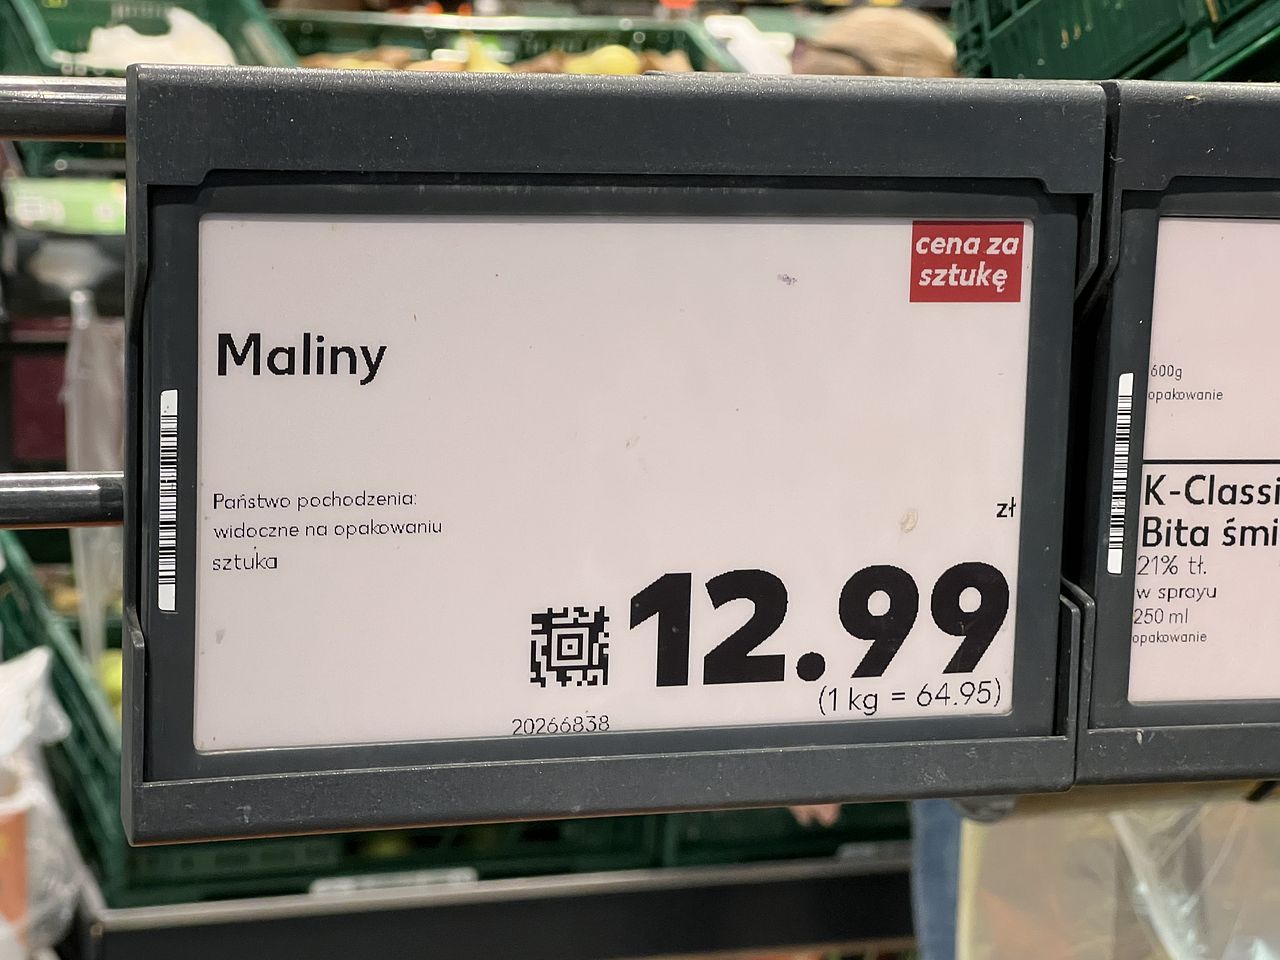 cena za
sztukę
Maliny
Państwo pochodzenia:
widoczne na opakowaniu
sztuka
zł
12.99
(1 kg = 64.95)
20266838
600g
opakowanie
K-Classi
Bita śmi
21% tł.
w sprayu
250 ml
opakowanie